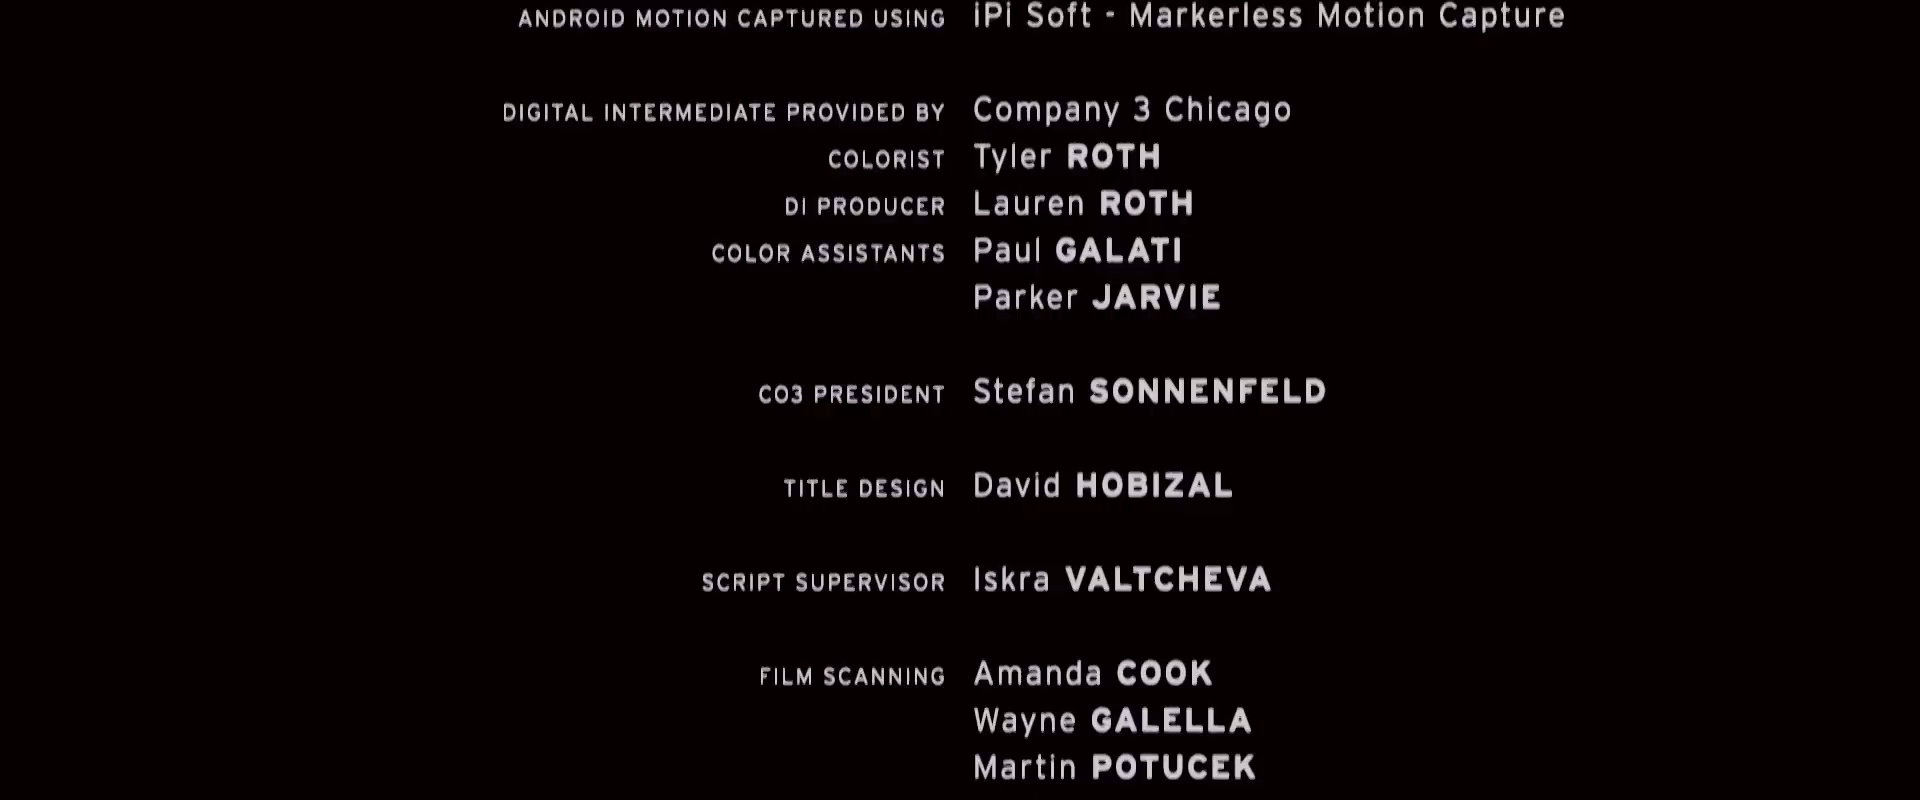 ANDROID MOTION CAPTURED USING iPi Soft - Markerless Motion Capture
DIGITAL INTERMEDIATE PROVIDED BY Company 3 Chicago
COLORIST Tyler ROTH
DI PRODUCER Lauren ROTH
COLOR ASSISTANTS Paul GALATI
Parker JARVIE
CO3 PRESIDENT Stefan SONNENFELD
TITLE DESIGN David HOBIZAL
SCRIPT SUPERVISOR Iskra VALTCHEVA
FILM SCANNING Amanda COOK
Wayne GALELLA
Martin POTUCEK